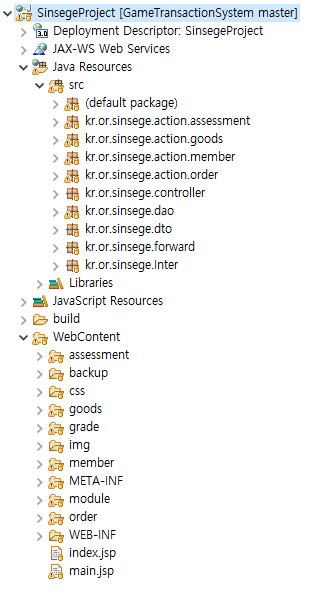 SinsegeProject [GameTransactionSystem master]
Deployment Descriptor: SinsegeProject
JAX-WS Web Services
Java Resources
src
(default package)
kr.or.sinsege.action.assessment
kr.or.sinsege.action.goods
kr.or.sinsege.action.member
kr.or.sinsege.action.order
kr.or.sinsege.controller
kr.or.sinsege.dao
kr.or.sinsege.dto
kr.or.sinsege.forward
kr.or.sinsege.Inter
Libraries
JavaScript Resources
build
WebContent
assessment
backup
css
goods
grade
img
member
META-INF
module
order
WEB-INF
index.jsp
main.jsp